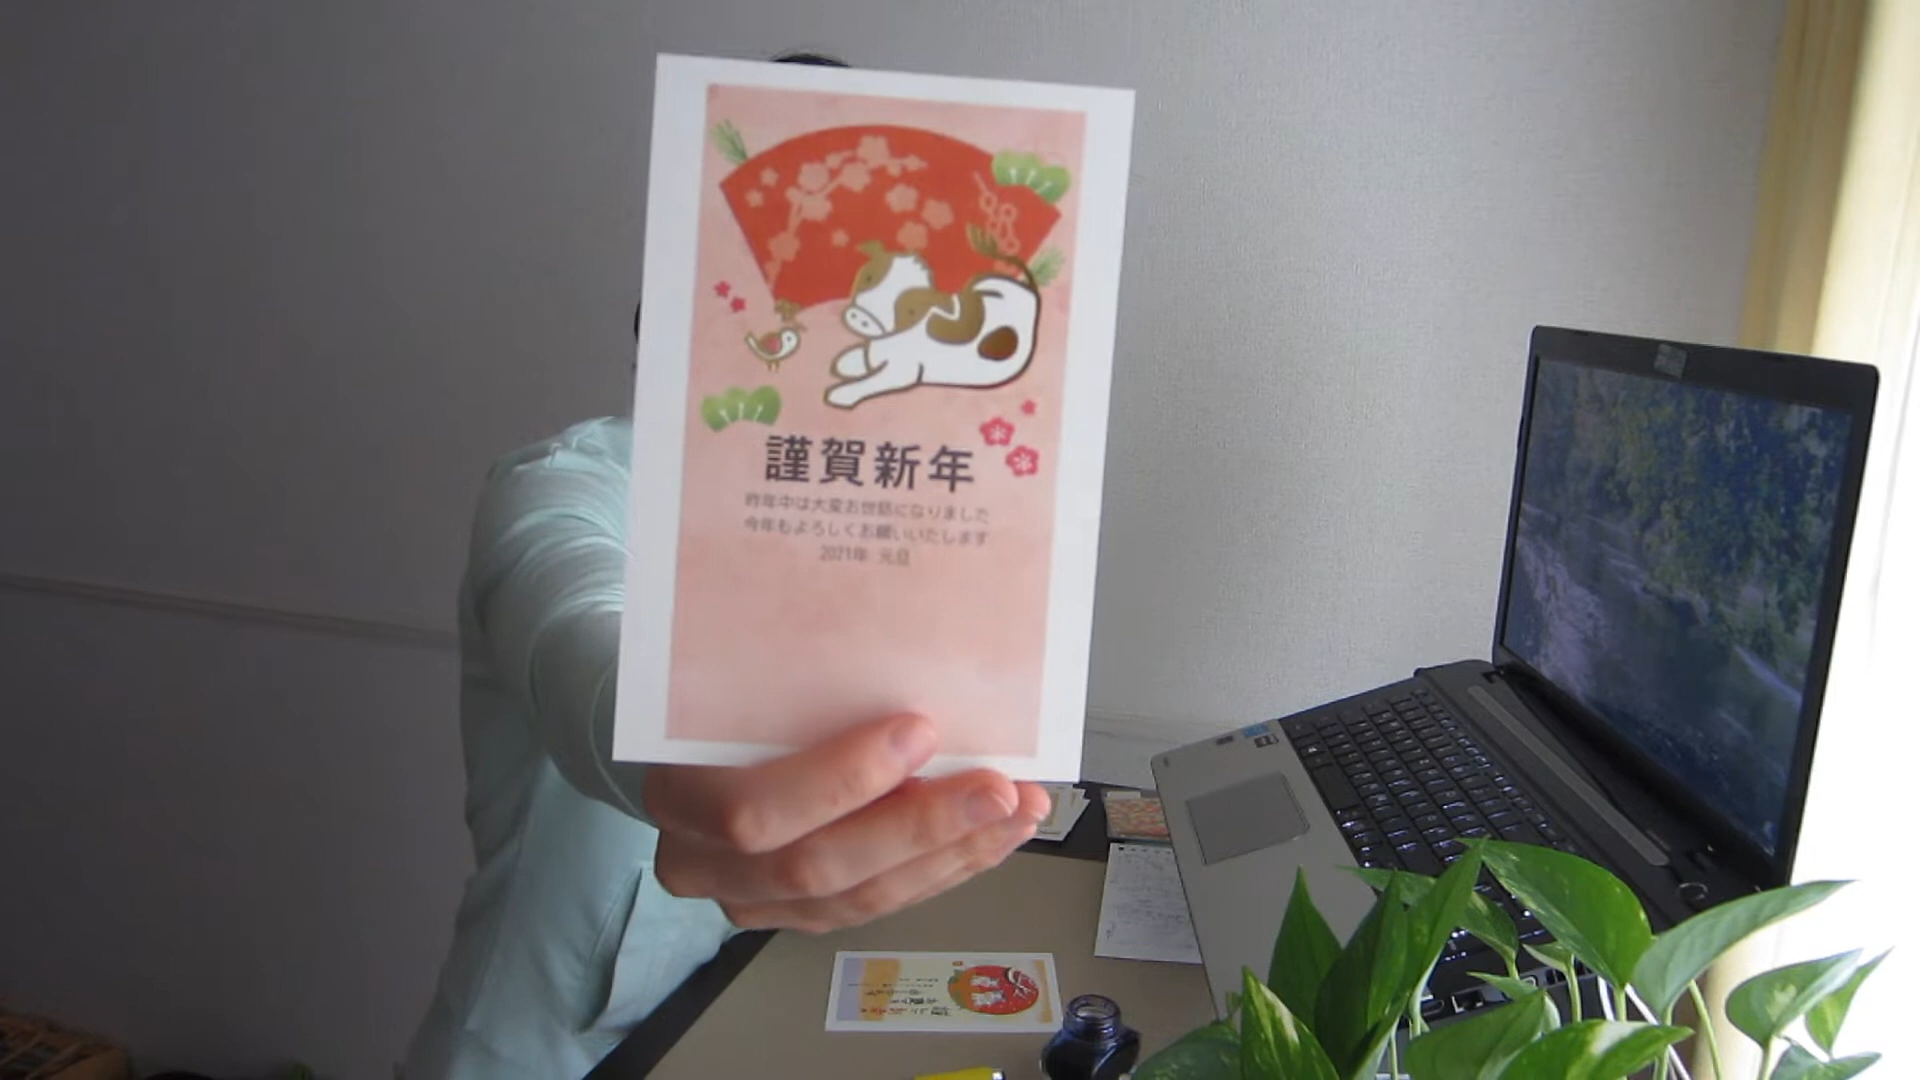 謹賀新年
昨年中は大変お世話になりました
今年もよろしくお願いいたします
2021年 元旦